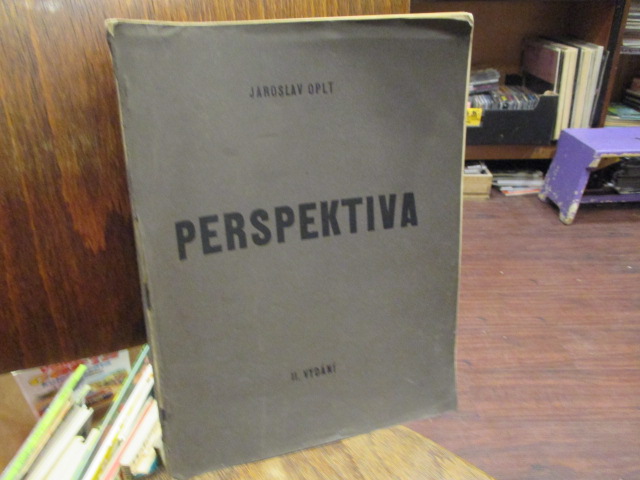 JAROSLAV OPLT
PERSPEKTIVA
II. VYDÁNÍ